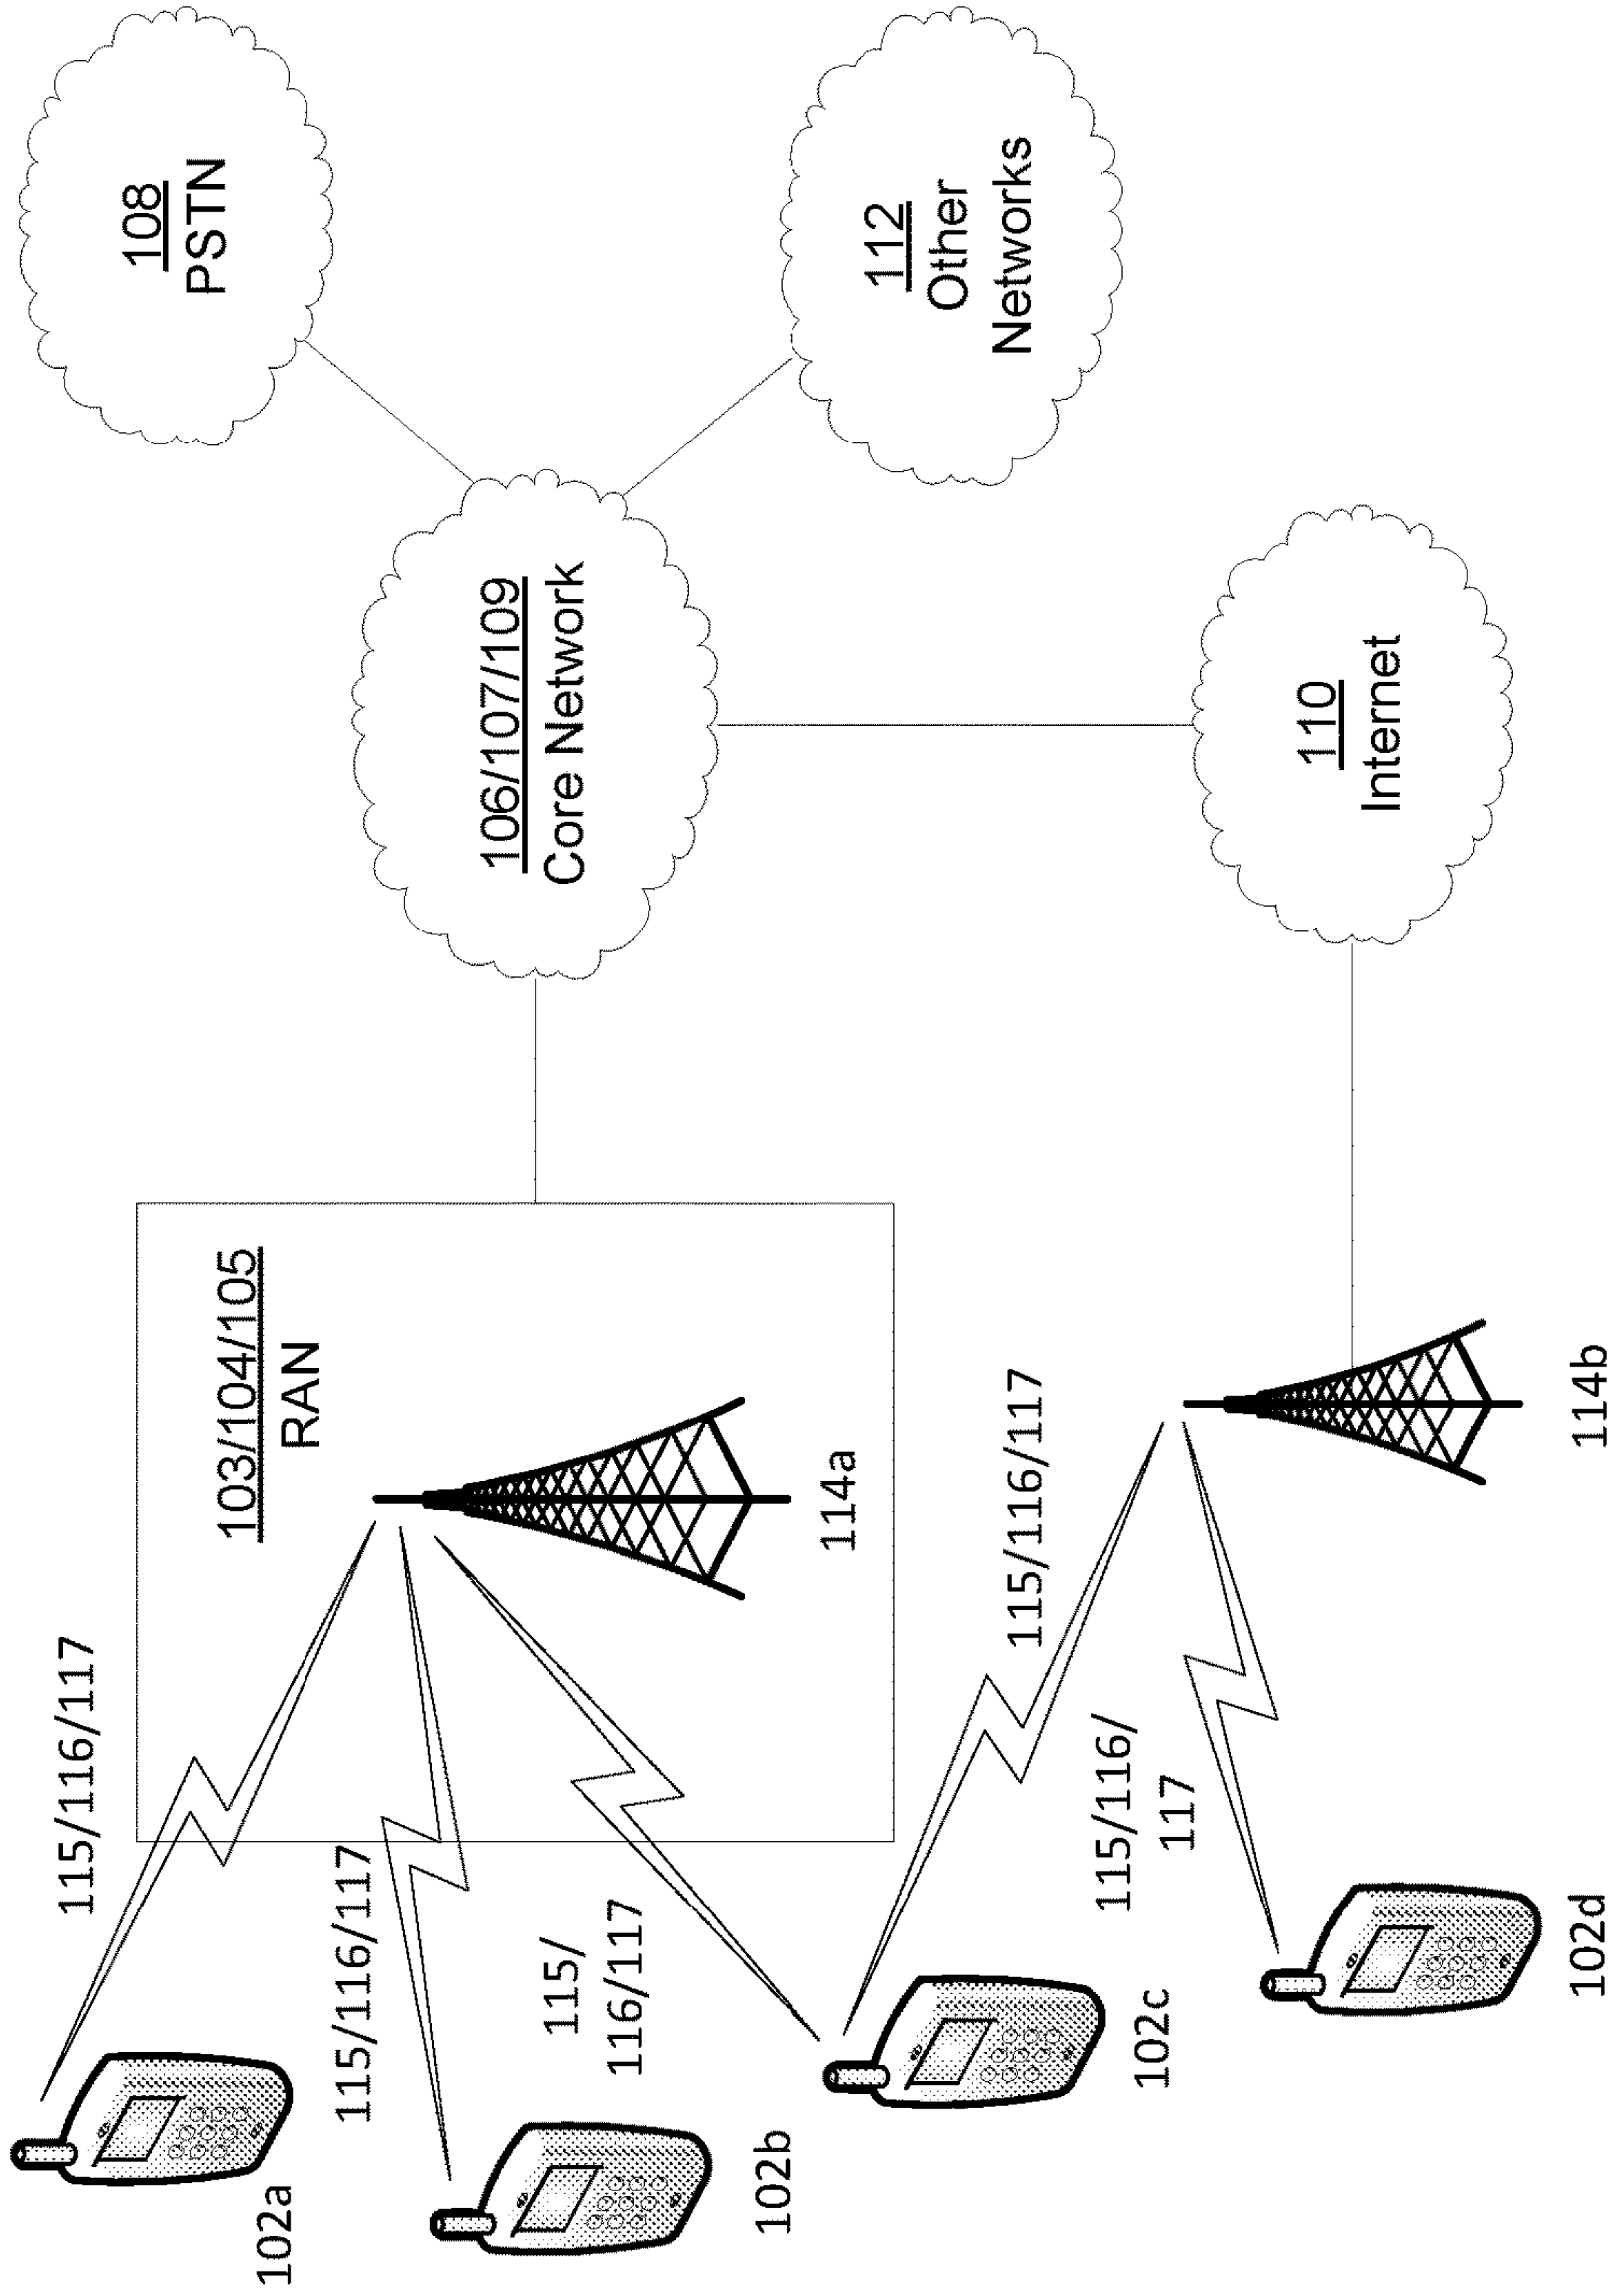 102a
115/116/117
103/104/105
RAN
108
PSTN
102b
115/116/117
114a
106/107/109
Core Network
112
Other
Networks
115/
116/117
102c
115/116/117
110
Internet
115/116/
117
102d
114b